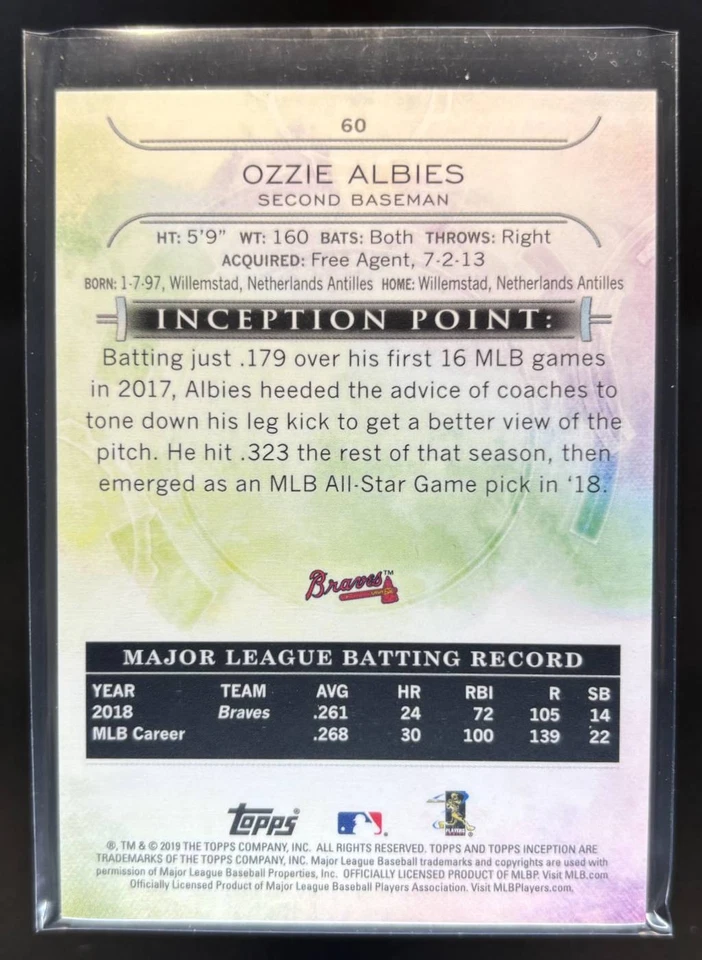 60
OZZIE ALBIES
SECOND BASEMAN
HT: 5'9" WT: 160 BATS: Both THROWS: Right
ACQUIRED: Free Agent, 7-2-13
BORN: 1-7-97, Willemstad, Netherlands Antilles HOME: Willemstad, Netherlands Antilles
INCEPTION POINT:
Batting just .179 over his first 16 MLB games
in 2017, Albies heeded the advice of coaches to
tone down his leg kick to get a better view of the
pitch. He hit .323 the rest of that season, then
emerged as an MLB All-Star Game pick in '18.
Braves™
MAJOR LEAGUE BATTING RECORD
YEAR TEAM AVG HR RBI R SB
2018 Braves .261 24 72 105 14
MLB Career .268 30 100 139 22
topps®
PLAYERS
®, TM & © 2019 THE TOPPS COMPANY, INC. ALL RIGHTS RESERVED. TOPPS AND TOPPS INCEPTION ARE
TRADEMARKS OF THE TOPPS COMPANY, INC. Major League Baseball trademarks and copyrights are used with
permission of Major League Baseball Properties, Inc. OFFICIALLY LICENSED PRODUCT OF MLBP. Visit MLB.com
Officially Licensed Product of Major League Baseball Players Association. Visit MLBPlayers.com.